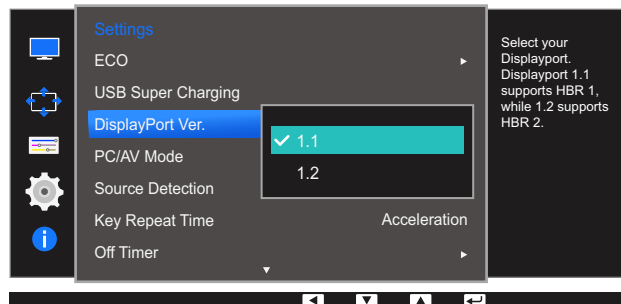 Settings
ECO
USB Super Charging
DisplayPort Ver.
1.1
1.2
PC/AV Mode
Source Detection
Key Repeat Time
Acceleration
Off Timer
Select your
Displayport.
Displayport 1.1
supports HBR 1,
while 1.2 supports
HBR 2.